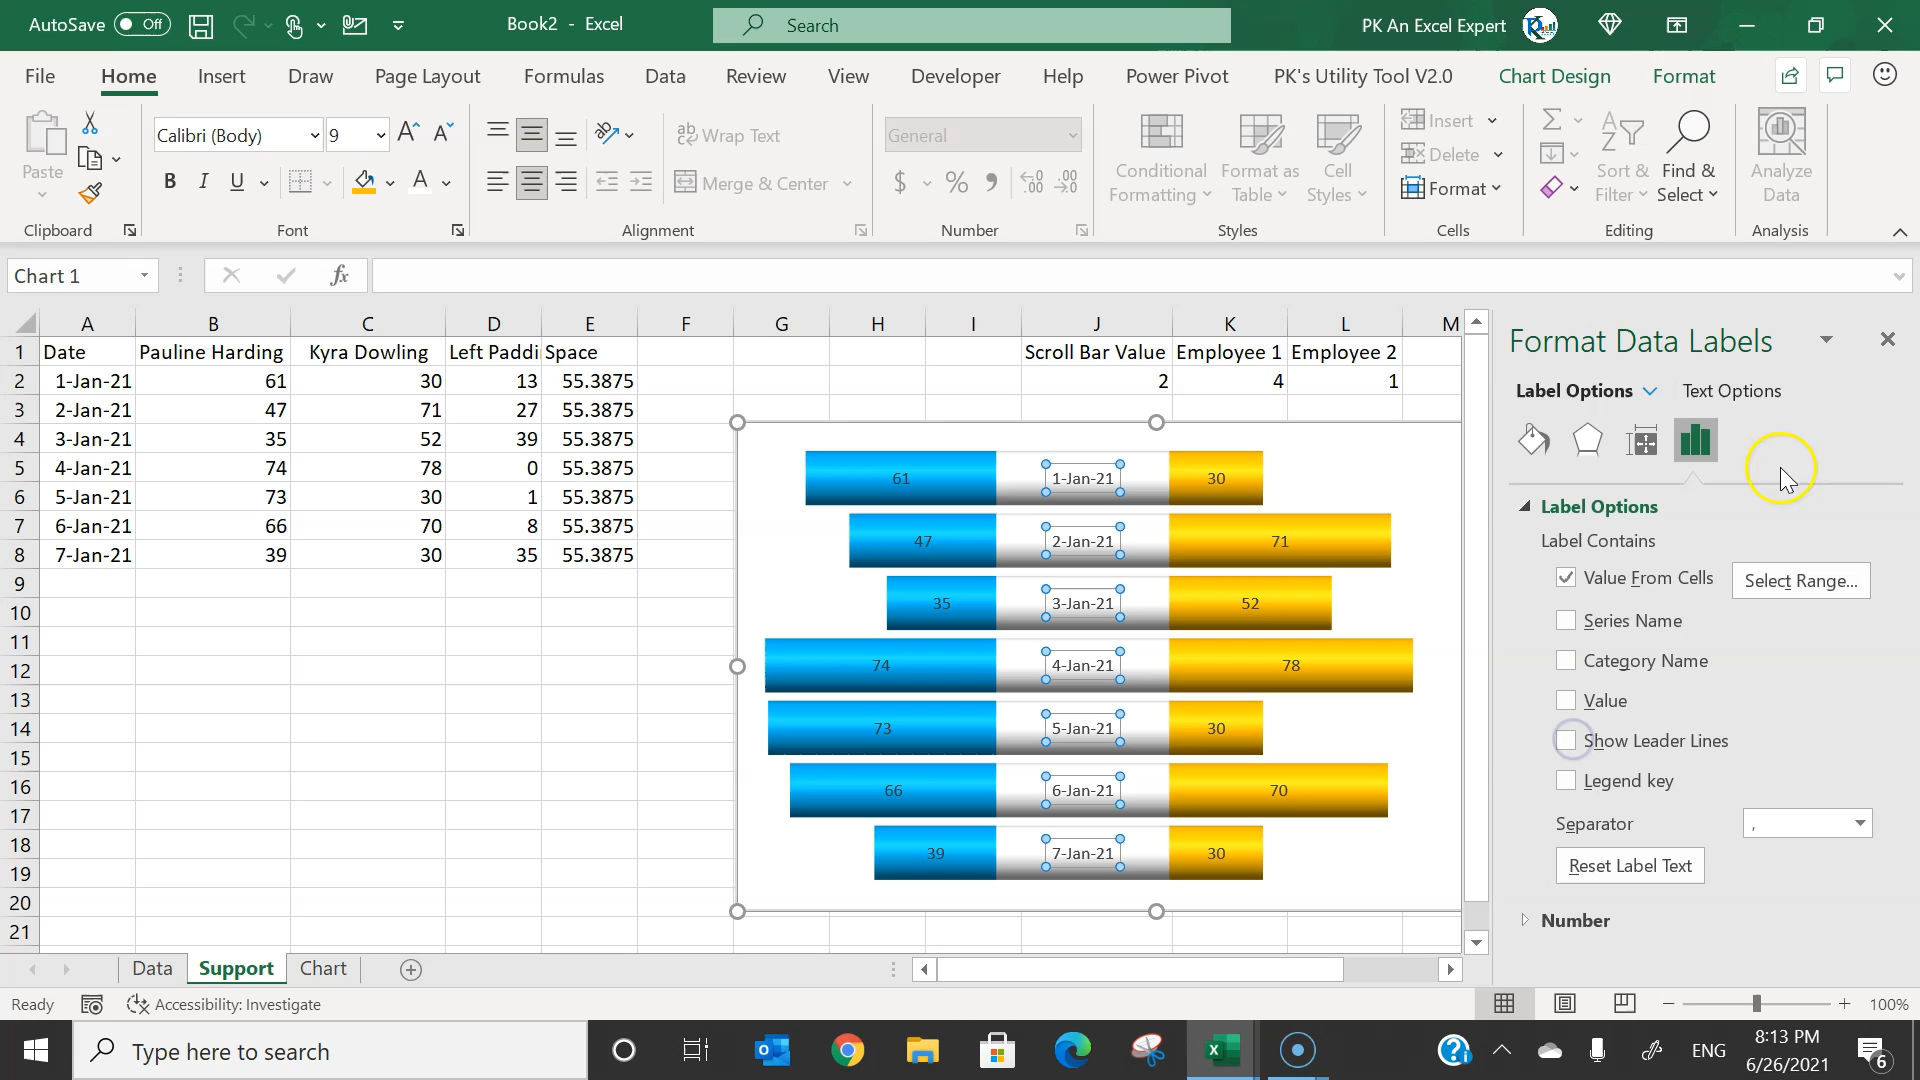 AutoSave Off Book2 - Excel Search PK An Excel Expert
File Home Insert Draw Page Layout Formulas Data Review View Developer Help Power Pivot PK's Utility Tool V2.0 Chart Design Format
Paste Calibri (Body) 9 Wrap Text General
B I U A Merge & Center $ % Conditional Formatting Format as Table Cell Styles Insert Delete Format Sort & Filter Find & Select Analyze Data
Clipboard Font Alignment Number Styles Cells Editing Analysis
Chart 1 fx
A B C D E F G H I J K L M
1 Date Pauline Harding Kyra Dowling Left Paddi Space Scroll Bar Value Employee 1 Employee 2
2 1-Jan-21 61 30 13 55.3875 2 4 1
3 2-Jan-21 47 71 27 55.3875
4 3-Jan-21 35 52 39 55.3875
5 4-Jan-21 74 78 0 55.3875
6 5-Jan-21 73 30 1 55.3875
7 6-Jan-21 66 70 8 55.3875
8 7-Jan-21 39 30 35 55.3875
9
10
11
12
13
14
15
16
17
18
19
20
21
61 1-Jan-21 30
47 2-Jan-21 71
35 3-Jan-21 52
74 4-Jan-21 78
73 5-Jan-21 30
66 6-Jan-21 70
39 7-Jan-21 30
Format Data Labels
Label Options Text Options
Label Options
Label Contains
Value From Cells Select Range...
Series Name
Category Name
Value
Show Leader Lines
Legend key
Separator ,
Reset Label Text
Number
Data Support Chart
Ready Accessibility: Investigate 100%
Type here to search ENG 8:13 PM
6/26/2021 6